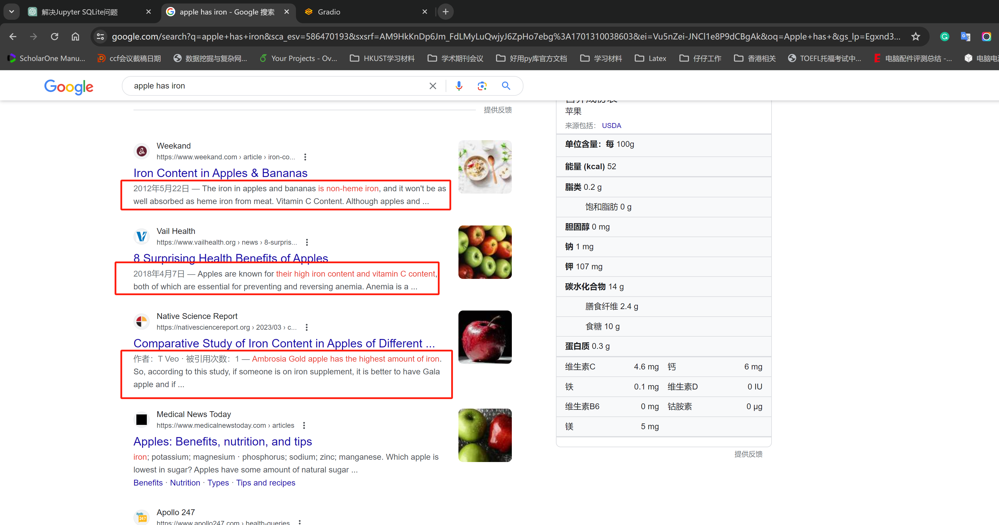 解决Jupyter SQLite问题
apple has iron - Google 搜索
Gradio
google.com/search?q=apple+has+iron&sca_esv=586470193&sxsrf=AM9HkKnDp6Jm_FdLMyLuQwjyJ6ZpHo7ebg%3A1701310038603&ei=Vu5nZei-JNCl1e8P9dCBgAk&oq=Apple+has+&gs_lp=Egxnd3...
ScholarOne Manu...
ccf会议截稿日期
数据挖掘与复杂网...
Your Projects - Ov...
HKUST学习材料
学术期刊会议
好用py库官方文档
学习材料
Latex
仔仔工作
香港相关
TOEFL托福考试中...
电脑配件评测总结 -...
Google
apple has iron
提供反馈
Weekand
https://www.weekand.com › article › iron-co...
Iron Content in Apples & Bananas
2012年5月22日 — The iron in apples and bananas is non-heme iron, and it won't be as
well absorbed as heme iron from meat. Vitamin C Content. Although apples and ...
Vail Health
https://www.vailhealth.org › news › 8-surpris...
8 Surprising Health Benefits of Apples
2018年4月7日 — Apples are known for their high iron content and vitamin C content,
both of which are essential for preventing and reversing anemia. Anemia is a ...
Native Science Report
https://nativesciencereport.org › 2023/03 › c...
Comparative Study of Iron Content in Apples of Different ...
作者：T Veo · 被引用次数：1 — Ambrosia Gold apple has the highest amount of iron.
So, according to this study, if someone is on iron supplement, it is better to have Gala
apple and if ...
Medical News Today
https://www.medicalnewstoday.com › articles
Apples: Benefits, nutrition, and tips
iron; potassium; magnesium · phosphorus; sodium; zinc; manganese. Which apple is
lowest in sugar? Apples have some amount of natural sugar ...
Benefits · Nutrition · Types · Tips and recipes
Apollo 247
https://www.apollo247.com › health-queries
苹果
来源包括： USDA
单位含量：每 100g
能量 (kcal) 52
脂类 0.2 g
饱和脂肪 0 g
胆固醇 0 mg
钠 1 mg
钾 107 mg
碳水化合物 14 g
膳食纤维 2.4 g
食糖 10 g
蛋白质 0.3 g
维生素C 4.6 mg 钙 6 mg
铁 0.1 mg 维生素D 0 IU
维生素B6 0 mg 钴胺素 0 µg
镁 5 mg
提供反馈